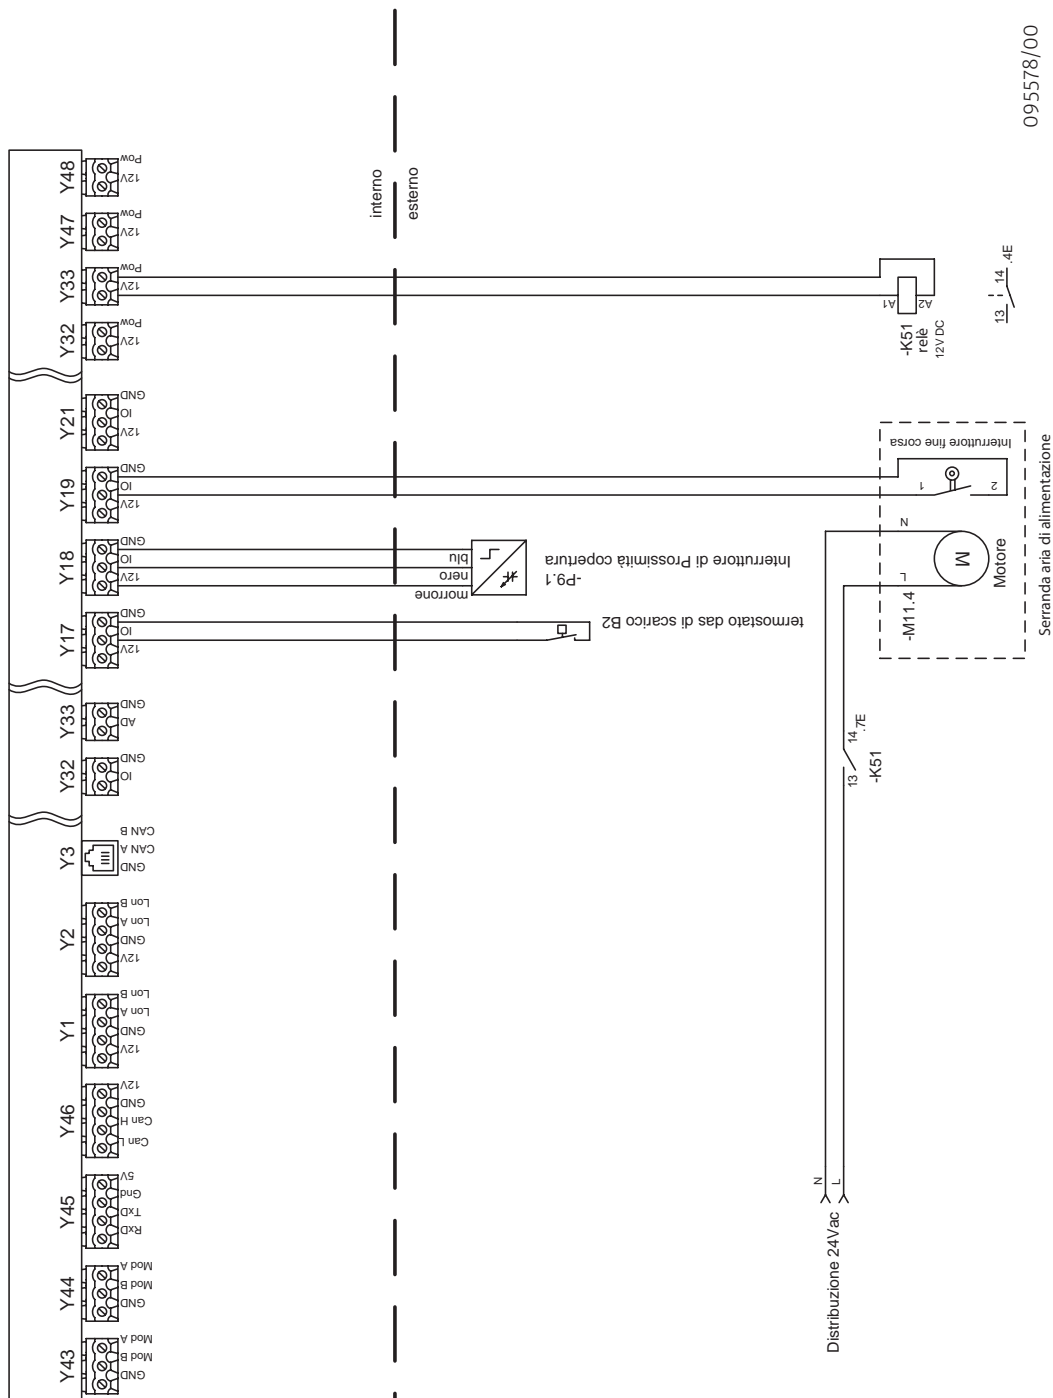 095578/00
interno
esterno
Y48
Pow
12V
Y47
Pow
12V
Y33
Pow
12V
Y32
Pow
12V
A1
A2
-K51
relè
12V DC
13
14
.4E
Y21
GND
IO
12V
Y19
GND
IO
12V
Interruttore fine corsa
1
2
Y18
GND
IO
12V
blu
nero
morrone
-P9.1
Interruttore di Prossimità copertura
N
L
M
Motore
-M11.4
Serranda aria di alimentazione
Y17
GND
IO
12V
termostato das di scarico B2
Y33
GND
AD
Y32
GND
IO
13
14
.7E
-K51
Y3
CAN B
CAN A
GND
Y2
Lon B
Lon A
GND
12V
Y1
Lon B
Lon A
GND
12V
Y46
12V
GND
Can H
Can L
Y45
5V
Gnd
TxD
RxD
N
L
Distribuzione 24Vac
Y44
Mod A
Mod B
GND
Y43
Mod A
Mod B
GND